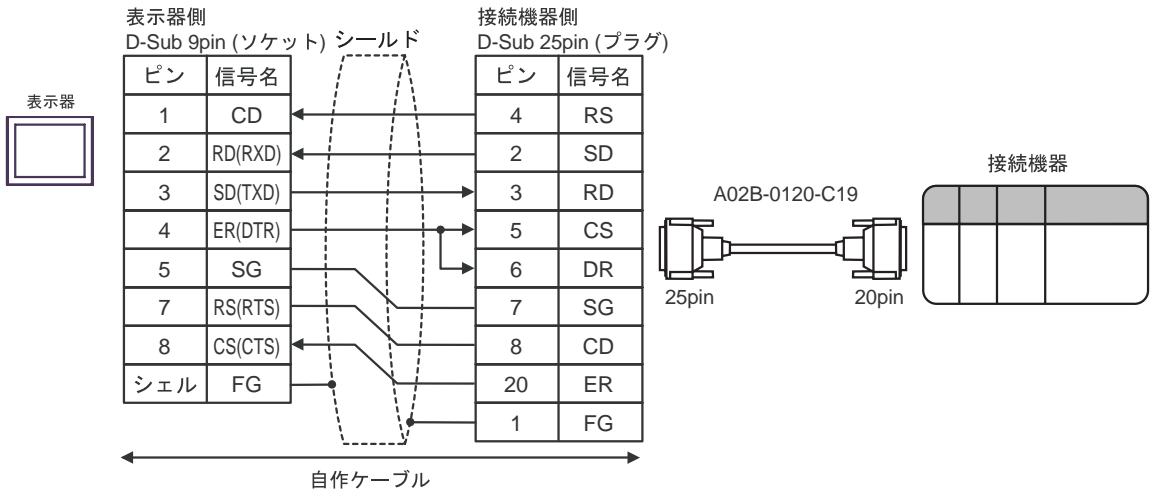 表示器側
D-Sub 9pin (ソケット)
シールド
接続機器側
D-Sub 25pin (プラグ)
ピン 信号名
1 CD
2 RD(RXD)
3 SD(TXD)
4 ER(DTR)
5 SG
7 RS(RTS)
8 CS(CTS)
シェル FG
ピン 信号名
4 RS
2 SD
3 RD
5 CS
6 DR
7 SG
8 CD
20 ER
1 FG
表示器
A02B-0120-C19
25pin
20pin
接続機器
自作ケーブル